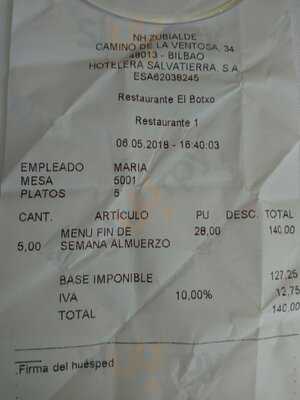 NH ZUBIALDE
CAMINO DE LA VENTOSA, 34
48013 - BILBAO
HOTELERA SALVATIERRA, S.A.
ESA62038245
Restaurante El Botxo
Restaurante 1
06.05.2018 - 16:40:03
EMPLEADO MARIA
MESA 5001
PLATOS 5
CANT. ARTÍCULO PU DESC. TOTAL
MENU FIN DE 28,00 140,00
5,00 SEMANA ALMUERZO
BASE IMPONIBLE 127,25
IVA 10,00% 12,75
TOTAL 140,00
Firma del huésped